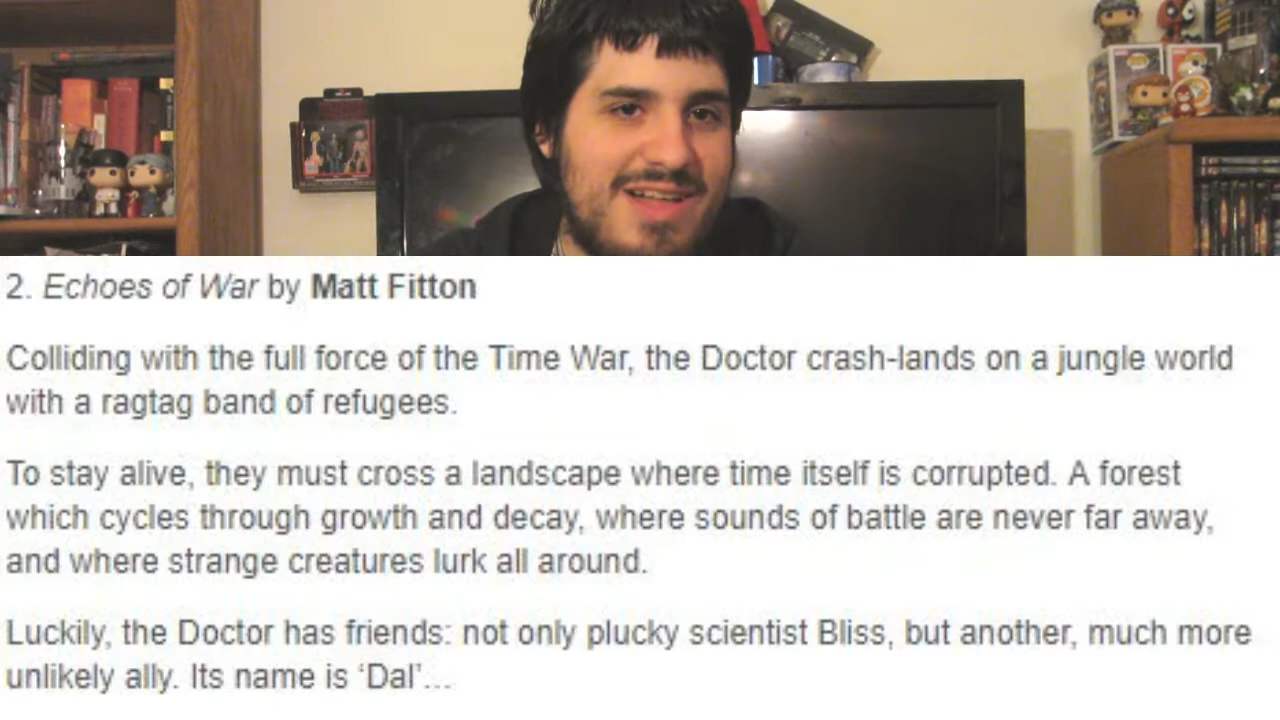 2. Echoes of War by Matt Fitton
Colliding with the full force of the Time War, the Doctor crash-lands on a jungle world
with a ragtag band of refugees.
To stay alive, they must cross a landscape where time itself is corrupted. A forest
which cycles through growth and decay, where sounds of battle are never far away,
and where strange creatures lurk all around.
Luckily, the Doctor has friends: not only plucky scientist Bliss, but another, much more
unlikely ally. Its name is ‘Dal’...